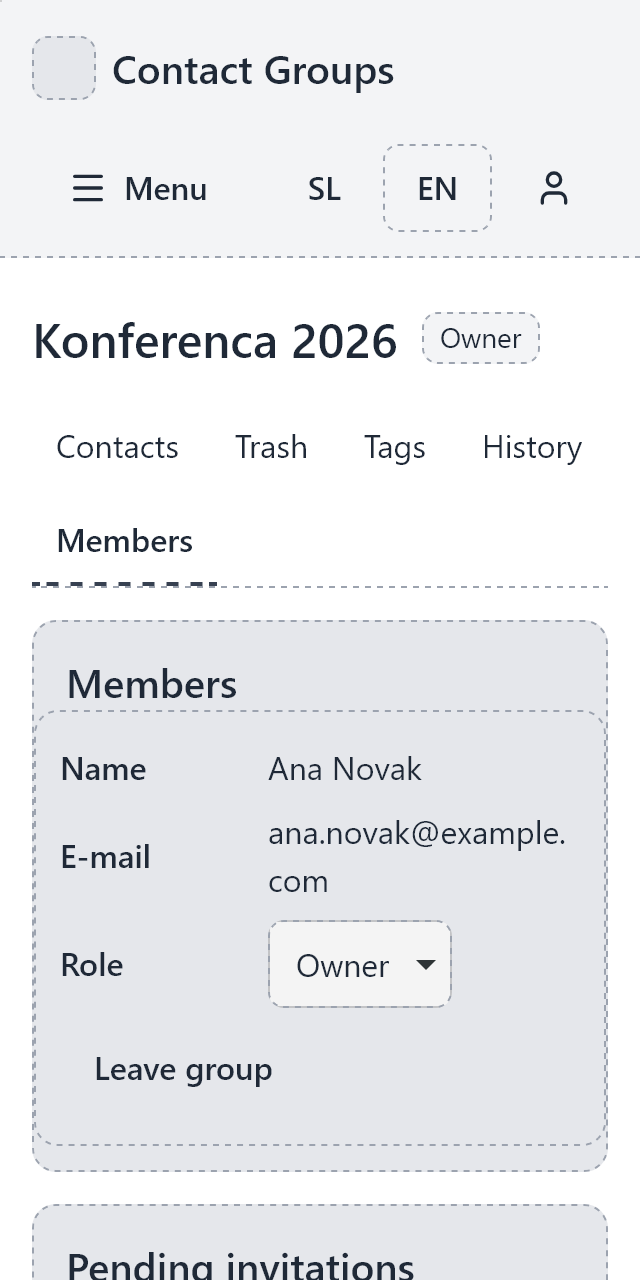 Contact Groups
Menu SL EN
Konferenca 2026 Owner
Contacts Trash Tags History
Members
Members
Name Ana Novak
E-mail ana.novak@example.
com
Role Owner
Leave group
Pending invitations